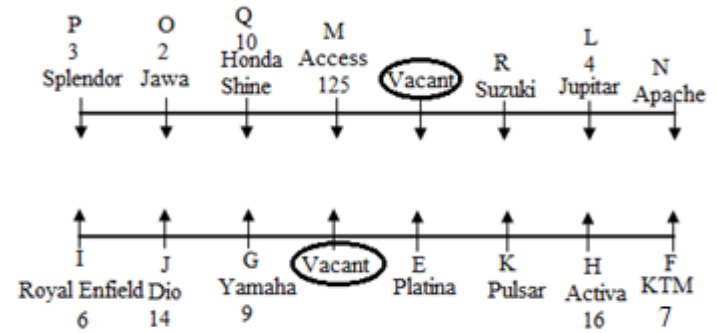 P
3
Splendor
O
2
Jawa
Q
10
Honda
Shine
M
Access
125
Vacant
R
Suzuki
L
4
Jupitar
N
Apache
I
Royal Enfield
6
J
Dio
14
G
Yamaha
9
Vacant
E
Platina
K
Pulsar
H
Activa
16
F
KTM
7